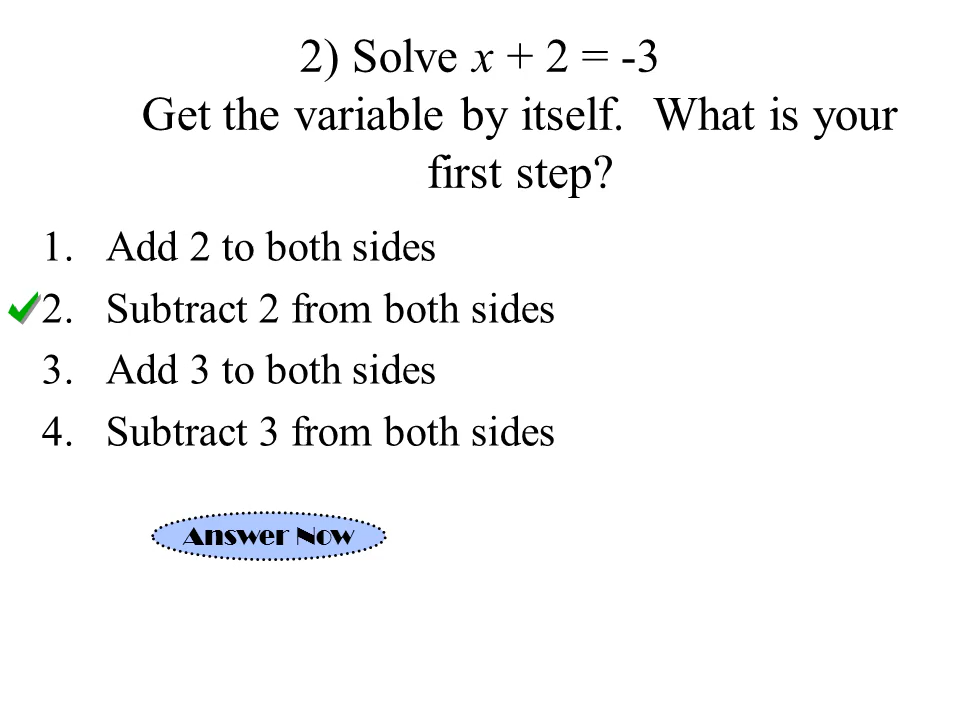 2) Solve x + 2 = -3
Get the variable by itself. What is your
first step?
1. Add 2 to both sides
2. Subtract 2 from both sides
3. Add 3 to both sides
4. Subtract 3 from both sides
Answer Now